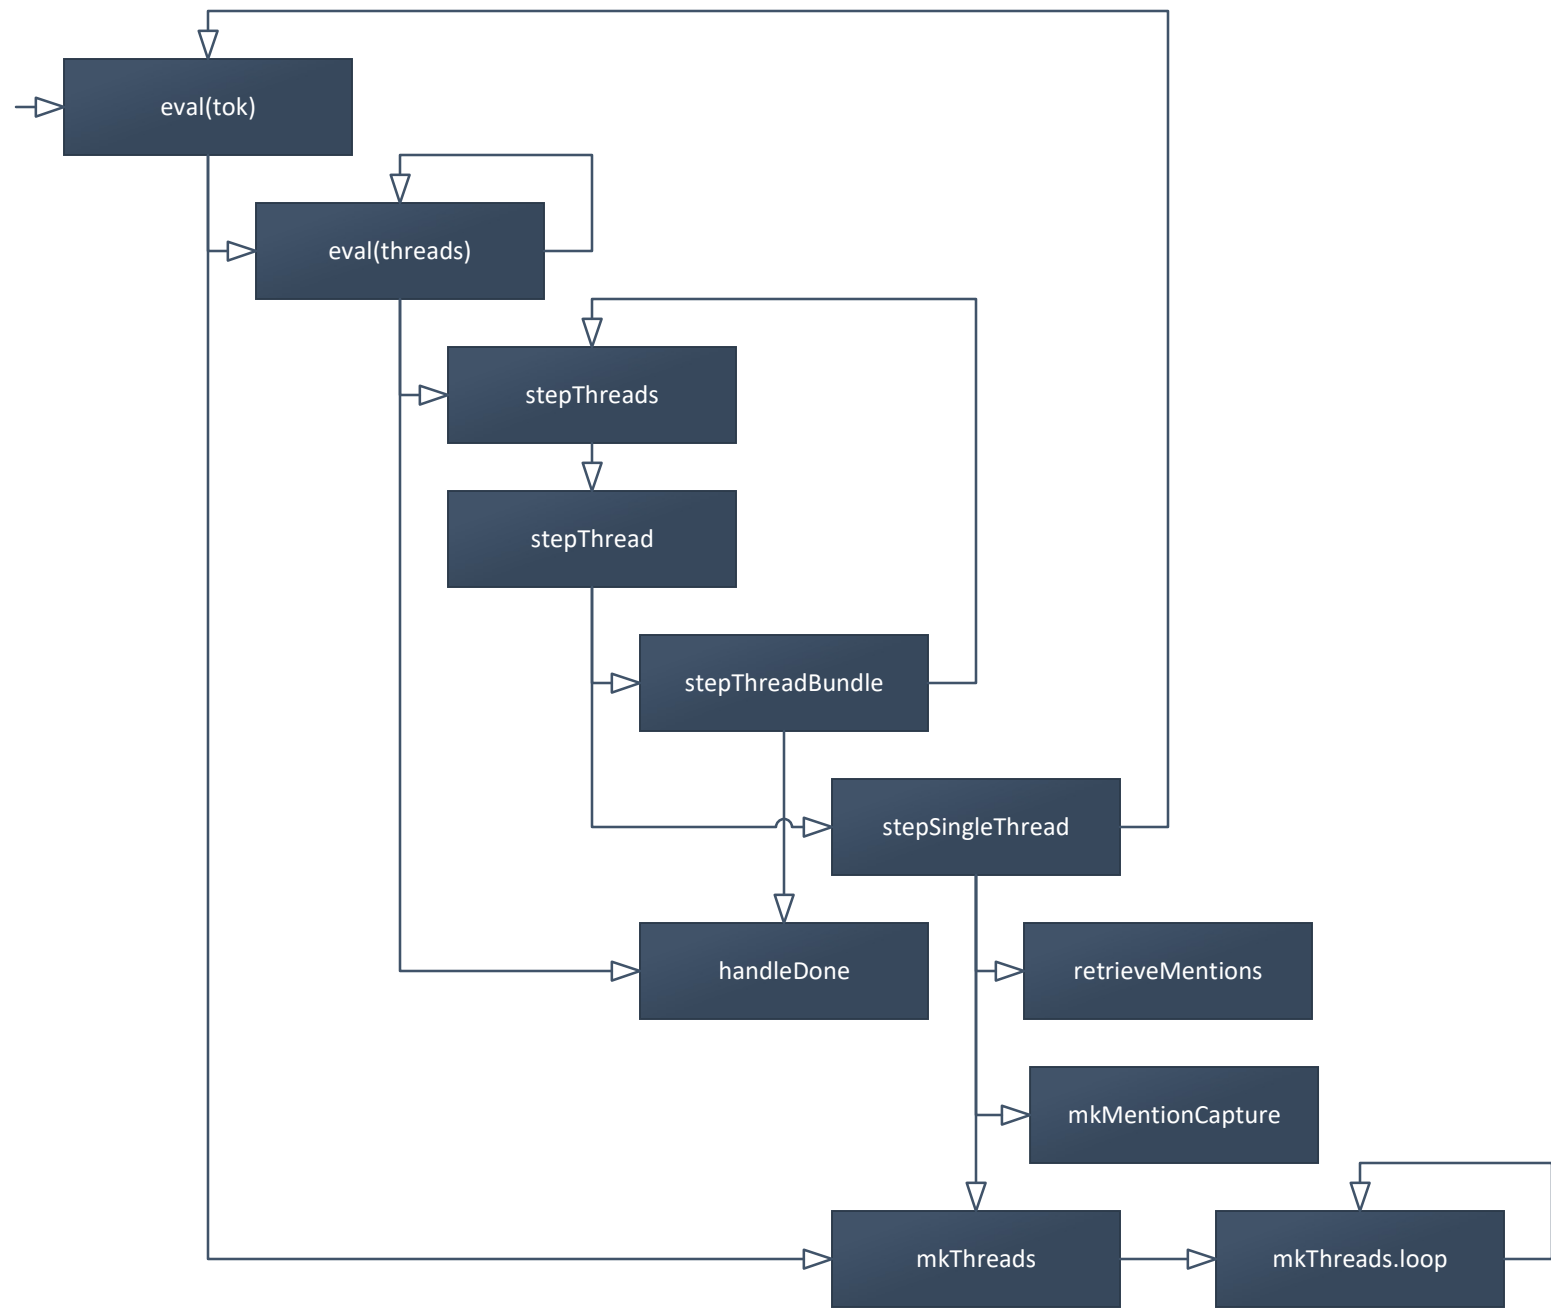 eval(tok)
eval(threads)
stepThreads
stepThread
stepThreadBundle
stepSingleThread
handleDone
retrieveMentions
mkMentionCapture
mkThreads
mkThreads.loop